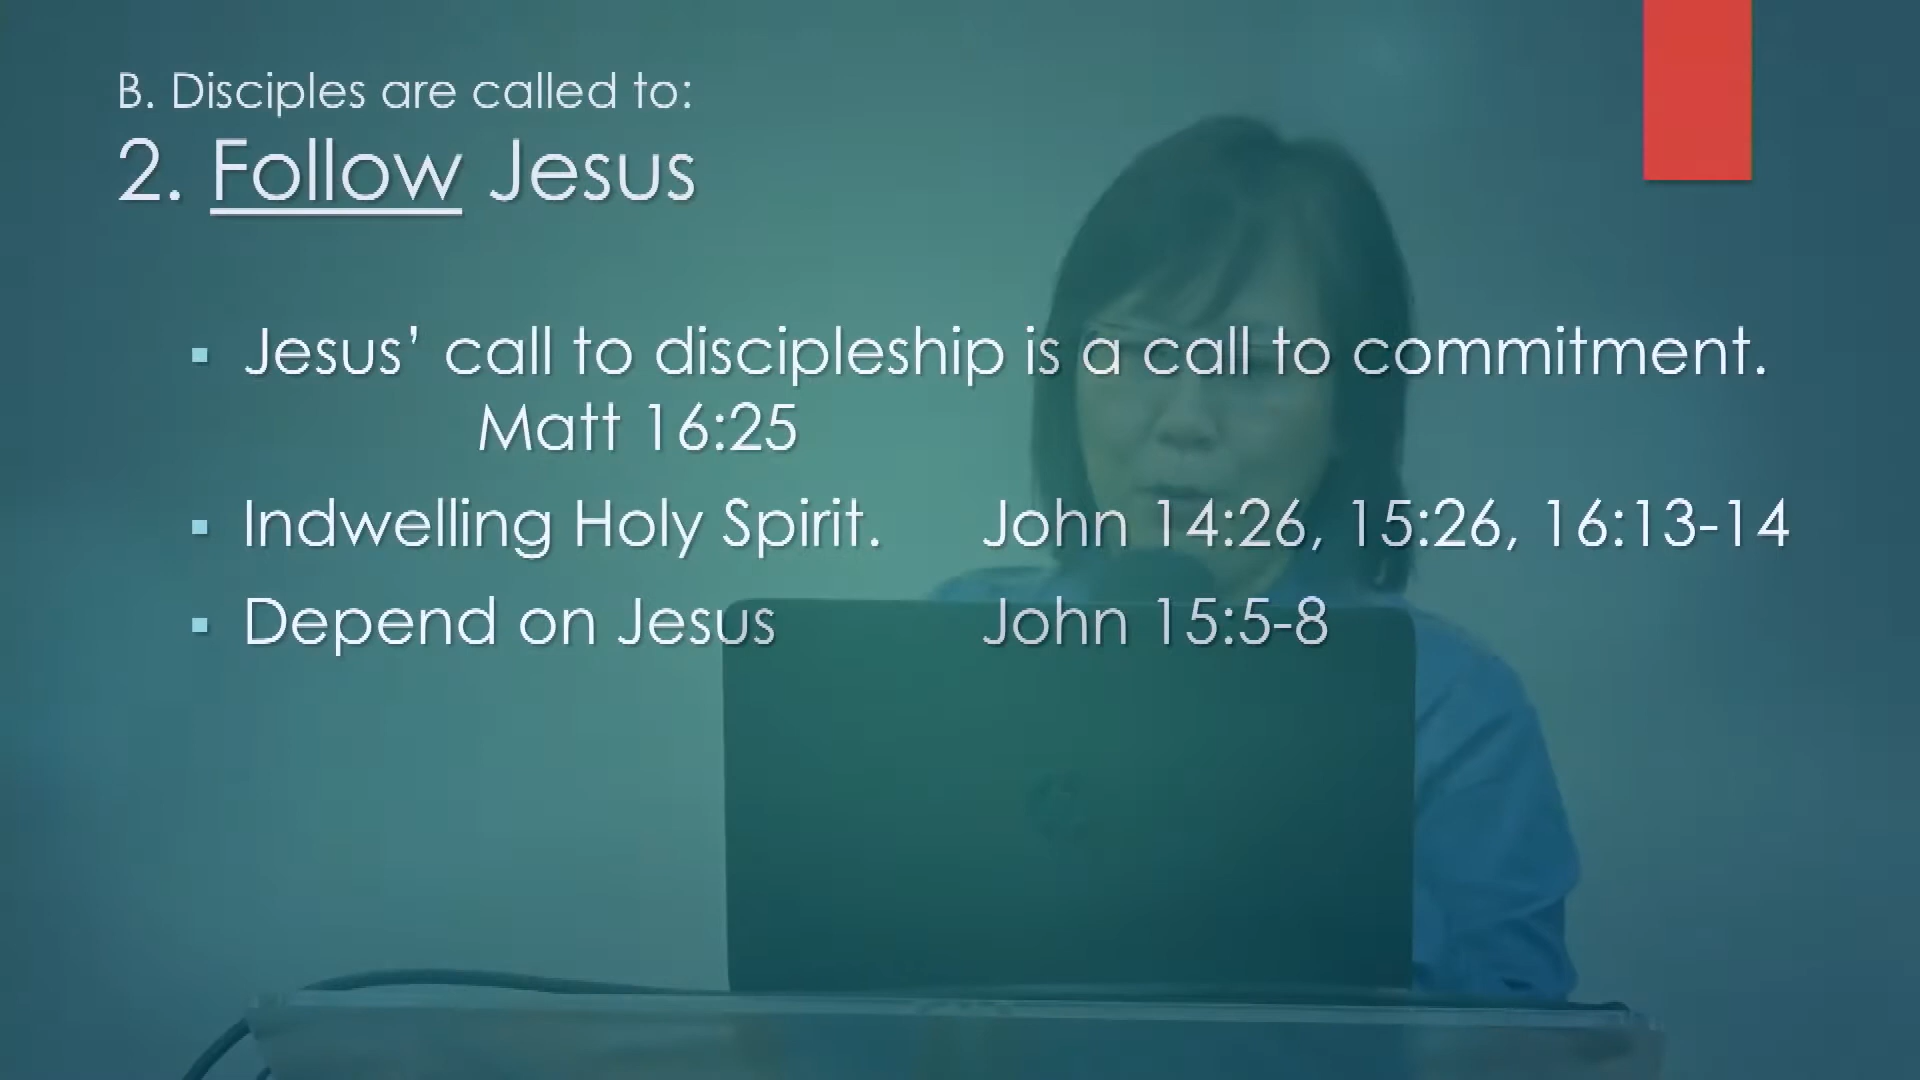 B. Disciples are called to:
2. Follow Jesus
▪ Jesus’ call to discipleship is a call to commitment.
Matt 16:25
▪ Indwelling Holy Spirit. John 14:26, 15:26, 16:13-14
▪ Depend on Jesus John 15:5-8